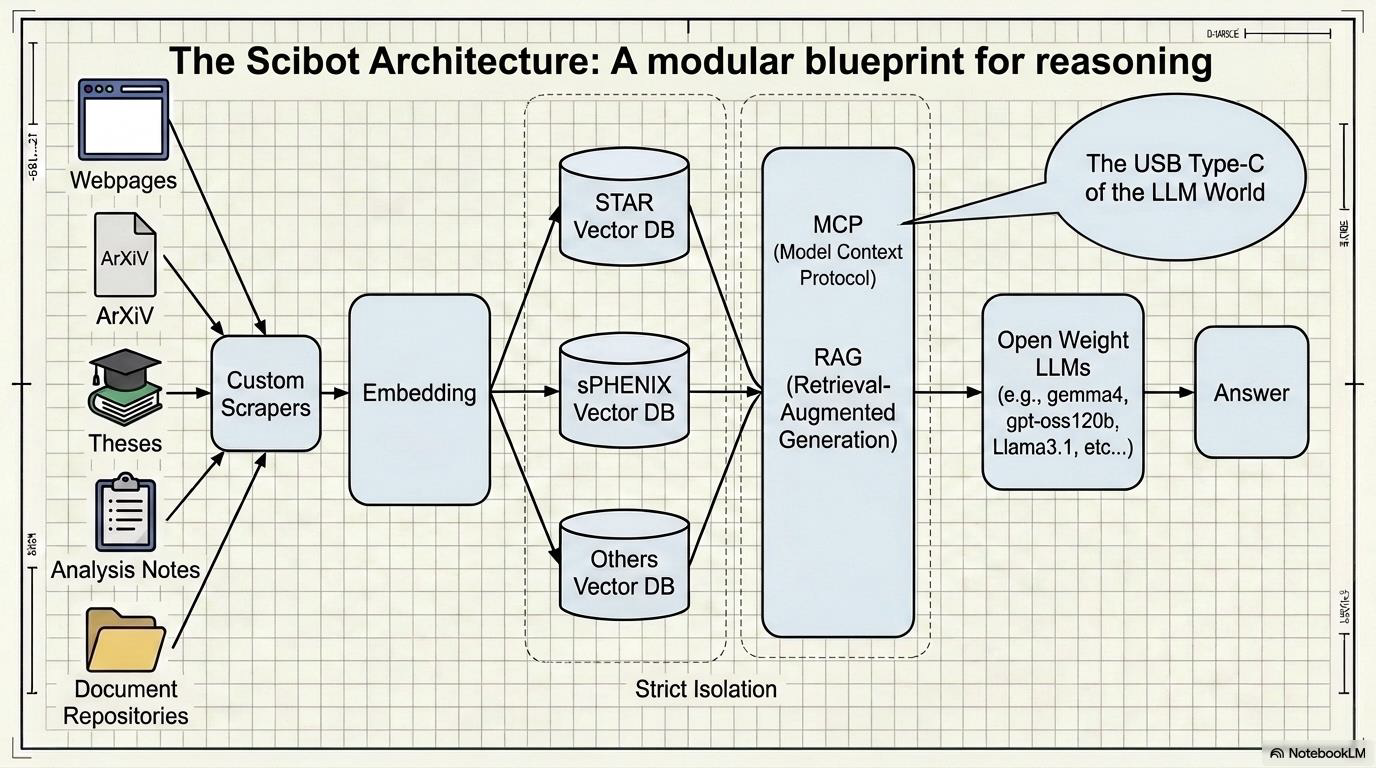 The Scibot Architecture: A modular blueprint for reasoning
Webpages
ArXiV
ArXiV
Theses
Analysis Notes
Document
Repositories
Custom
Scrapers
Embedding
STAR
Vector DB
sPHENIX
Vector DB
Others
Vector DB
Strict Isolation
MCP
(Model Context
Protocol)
RAG
(Retrieval-
Augmented
Generation)
The USB Type-C
of the LLM World
Open Weight
LLMs
(e.g., gemma4,
gpt-oss120b,
Llama3.1, etc...)
Answer
NotebookLM